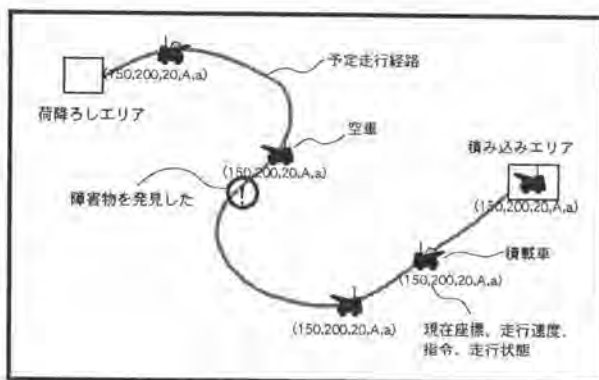 予定走行経路
(150,200,20,A,a)
荷降ろしエリア
空車
積み込みエリア
(150,200,20,A,a)
障害物を発見した
!
(150,200,20,A,a)
積載車
(150,200,20,A,a)
(150,200,20,A,a)
現在座標、走行速度、
指令、走行状態